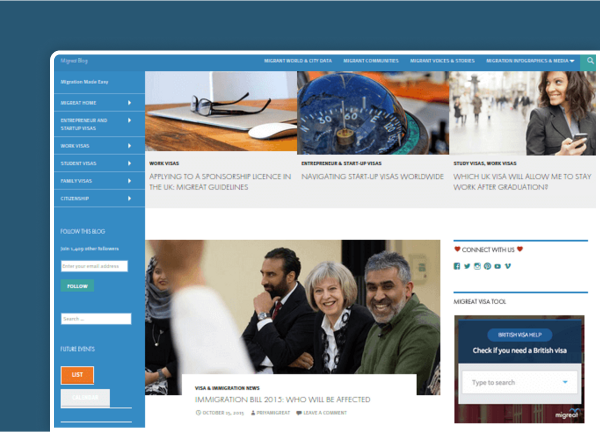 Migreat Blog
MIGRANT WORLD & CITY DATA
MIGRANT COMMUNITIES
MIGRANT VOICES & STORIES
MIGRATION INFOGRAPHICS & MEDIA
Migration Made Easy
MIGREAT HOME
ENTREPRENEUR AND
STARTUP VISAS
WORK VISAS
STUDENT VISAS
FAMILY VISAS
CITIZENSHIP
FOLLOW THIS BLOG
Join 1,409 other followers
Enter your email address
FOLLOW
Search ...
FUTURE EVENTS
LIST
CALENDAR
WORK VISAS
APPLYING TO A SPONSORSHIP LICENCE IN
THE UK: MIGREAT GUIDELINES
ENTREPRENEUR & START-UP VISAS
NAVIGATING START-UP VISAS WORLDWIDE
STUDY VISAS, WORK VISAS
WHICH UK VISA WILL ALLOW ME TO STAY
WORK AFTER GRADUATION!?
VISA & IMMIGRATION NEWS
IMMIGRATION BILL 2015: WHO WILL BE AFFECTED
OCTOBER 15, 2015
PRIYAMIGREAT
LEAVE A COMMENT
CONNECT WITH US
MIGREAT VISA TOOL
BRITISH VISA HELP
Check if you need a British visa
Type to search
migreat